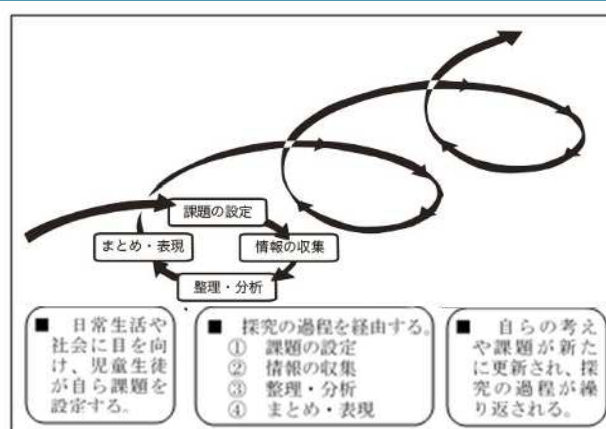 課題の設定
まとめ・表現
情報の収集
整理・分析
■ 日常生活や
社会に目を向
け、児童生徒
が自ら課題を
設定する。
■ 探究の過程を経由する。
① 課題の設定
② 情報の収集
③ 整理・分析
④ まとめ・表現
■ 自らの考え
や課題が新た
に更新され、探
究の過程が繰
り返される。